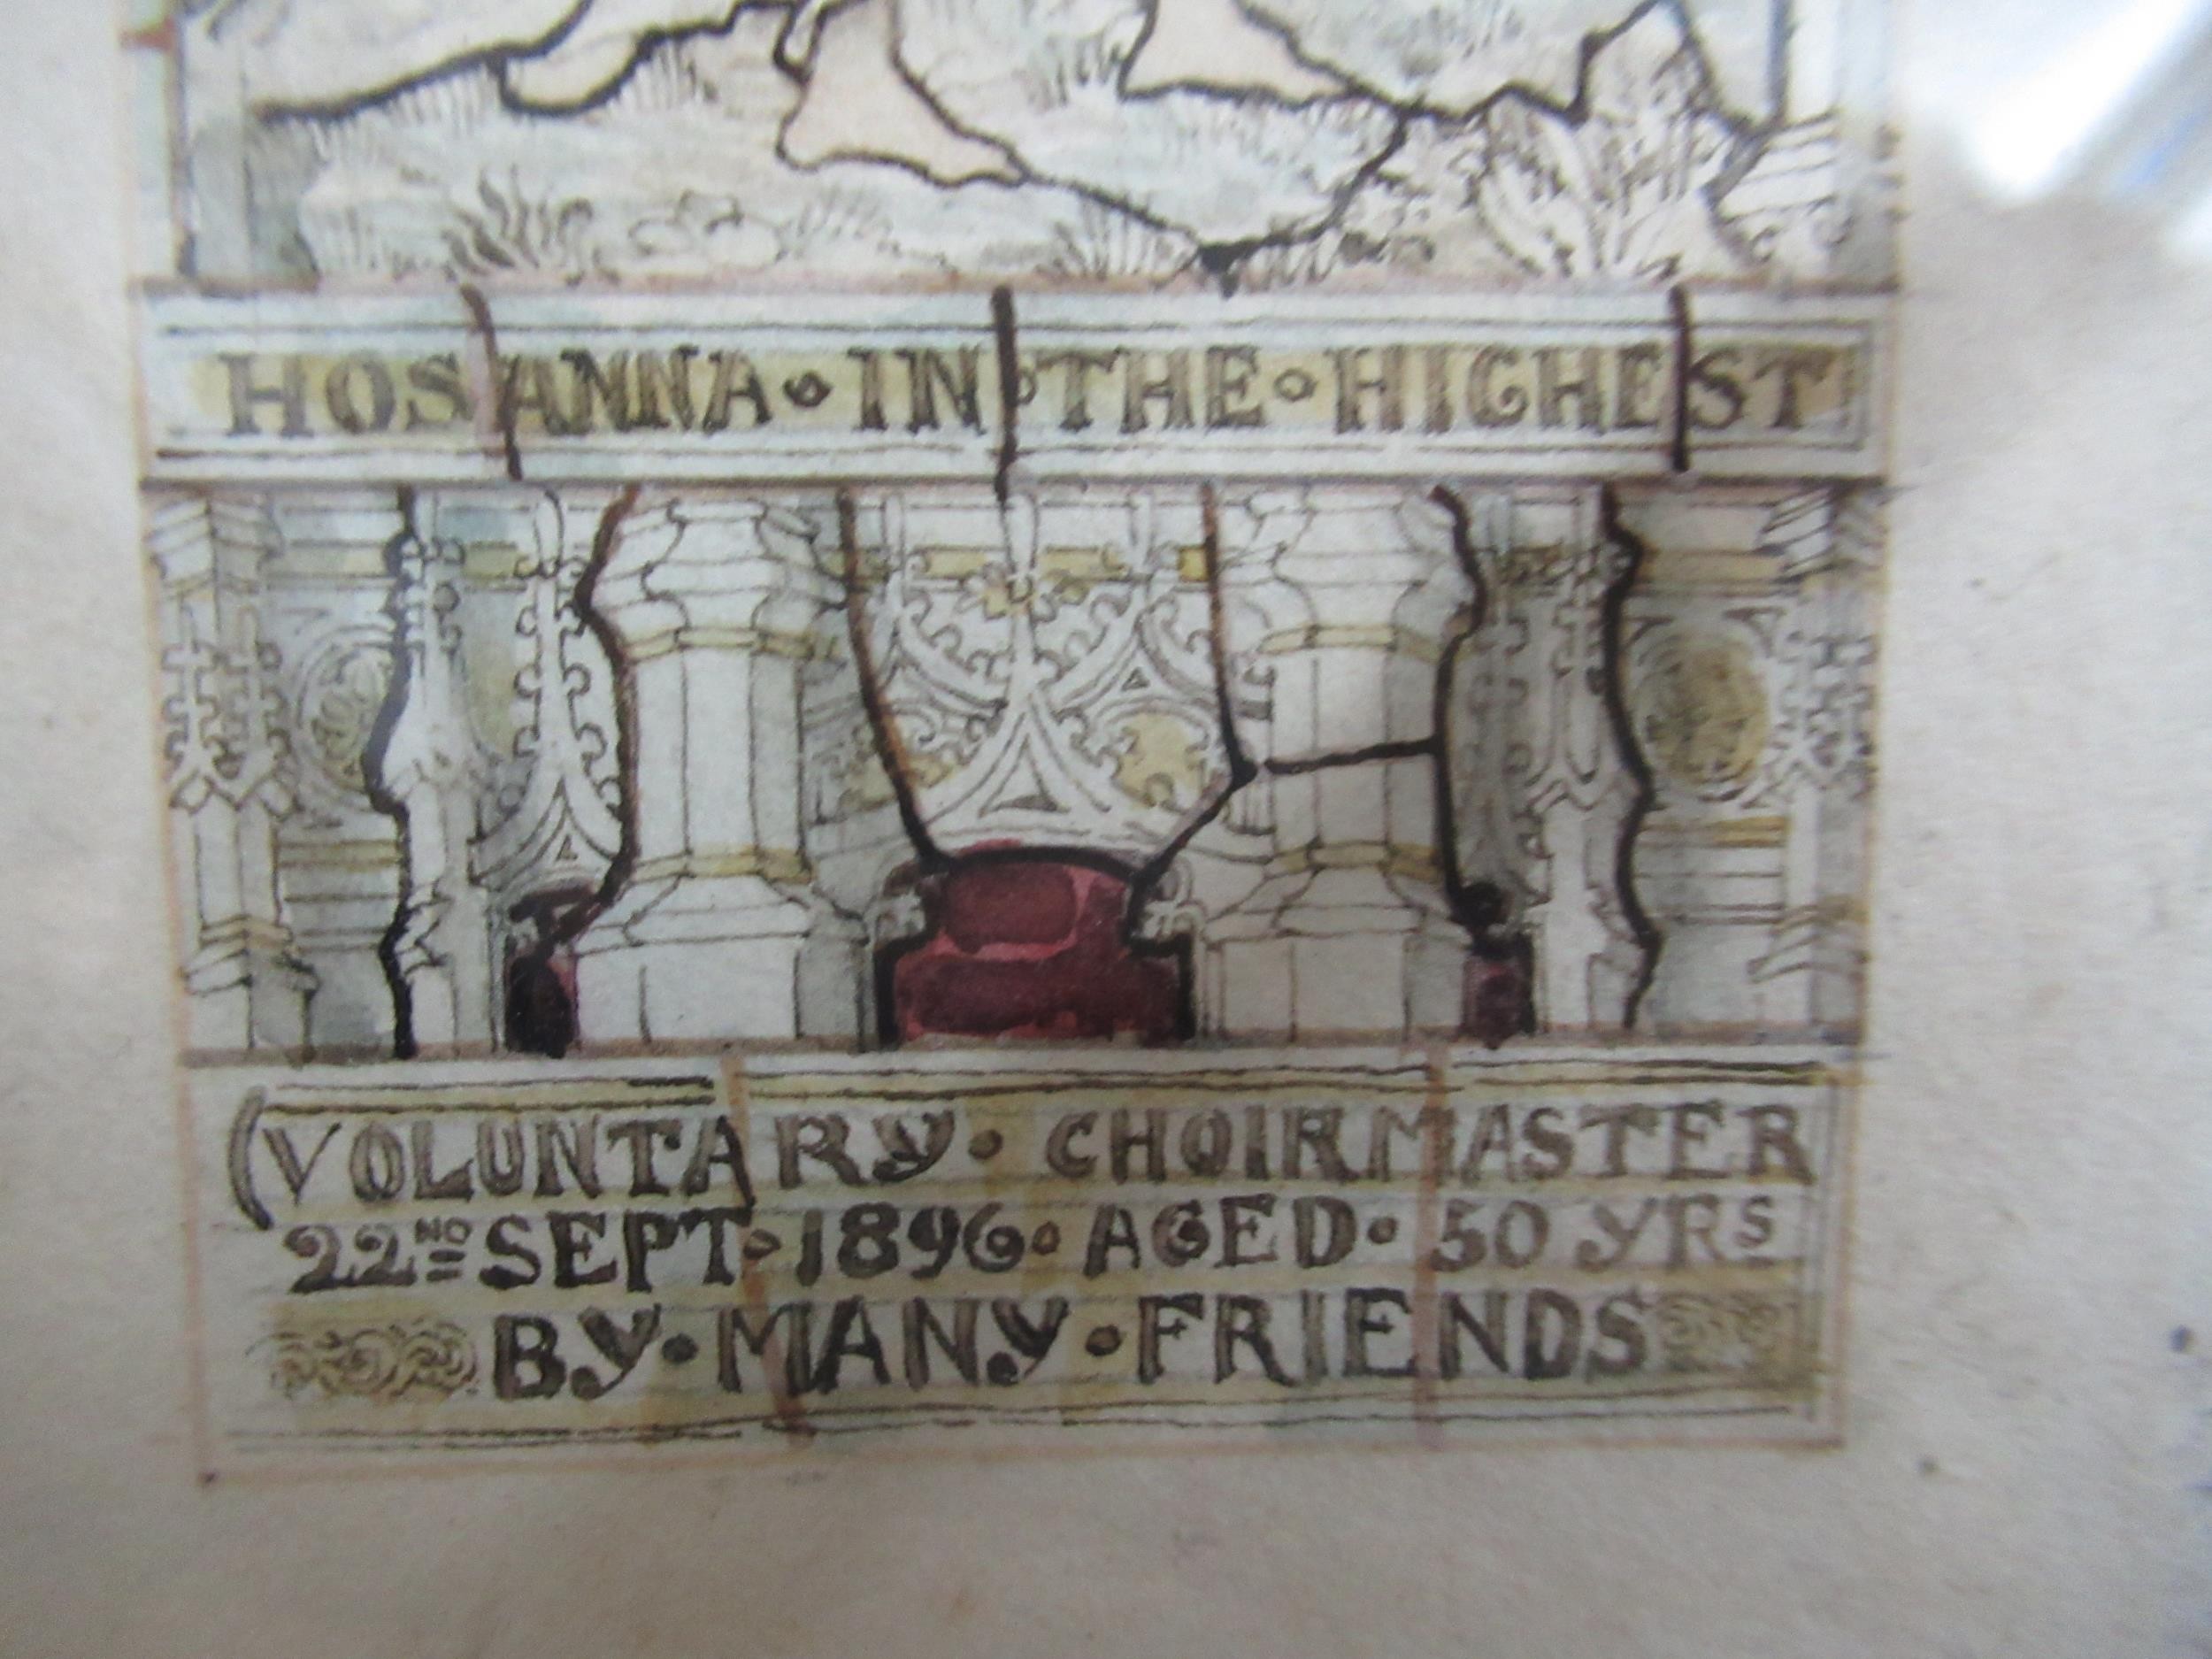 HOSANNA • IN • THE • HIGHEST
(VOLUNTARY • CHOIRMASTER
22ND SEPT • 1896 • AGED • 50 YRS
BY • MANY • FRIENDS